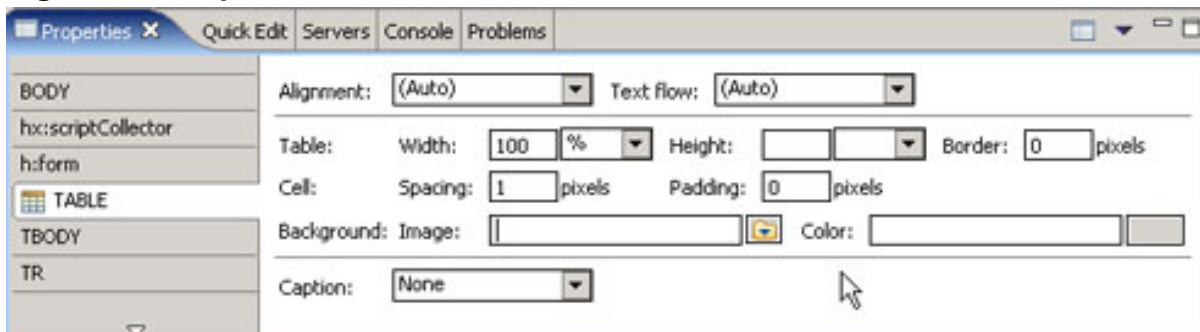 Properties Quick Edit Servers Console Problems
BODY
hx:scriptCollector
h:form
TABLE
TBODY
TR
Alignment: (Auto) Text flow: (Auto)
Table: Width: 100 % Height: Border: 0 pixels
Cell: Spacing: 1 pixels Padding: 0 pixels
Background: Image: Color:
Caption: None